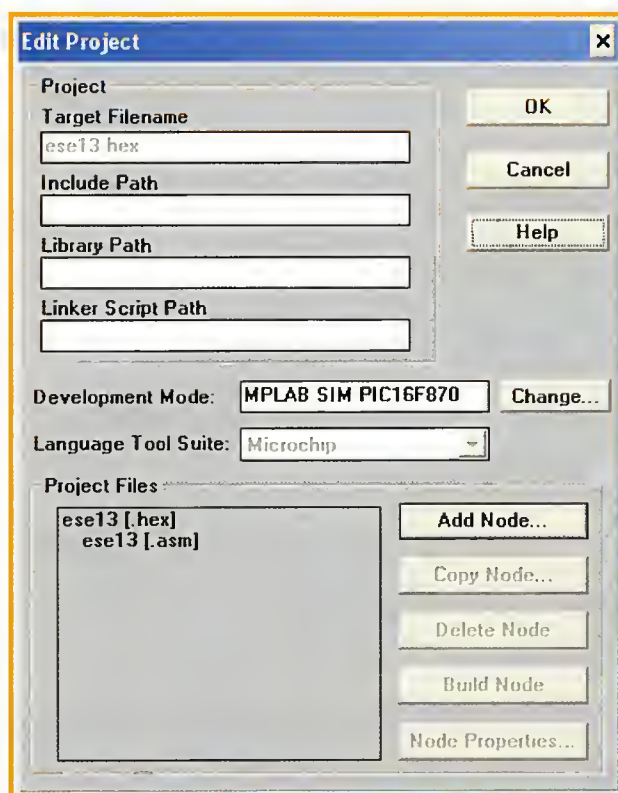 Edit Project
Project
Target Filename
ese13 hex
Include Path
Library Path
Linker Script Path
OK
Cancel
Help
Development Mode: MPLAB SIM PIC16F870 Change...
Language Tool Suite: Microchip
Project Files
ese13 [.hex]
ese13 [.asm]
Add Node...
Copy Node...
Delete Node
Build Node
Node Properties...